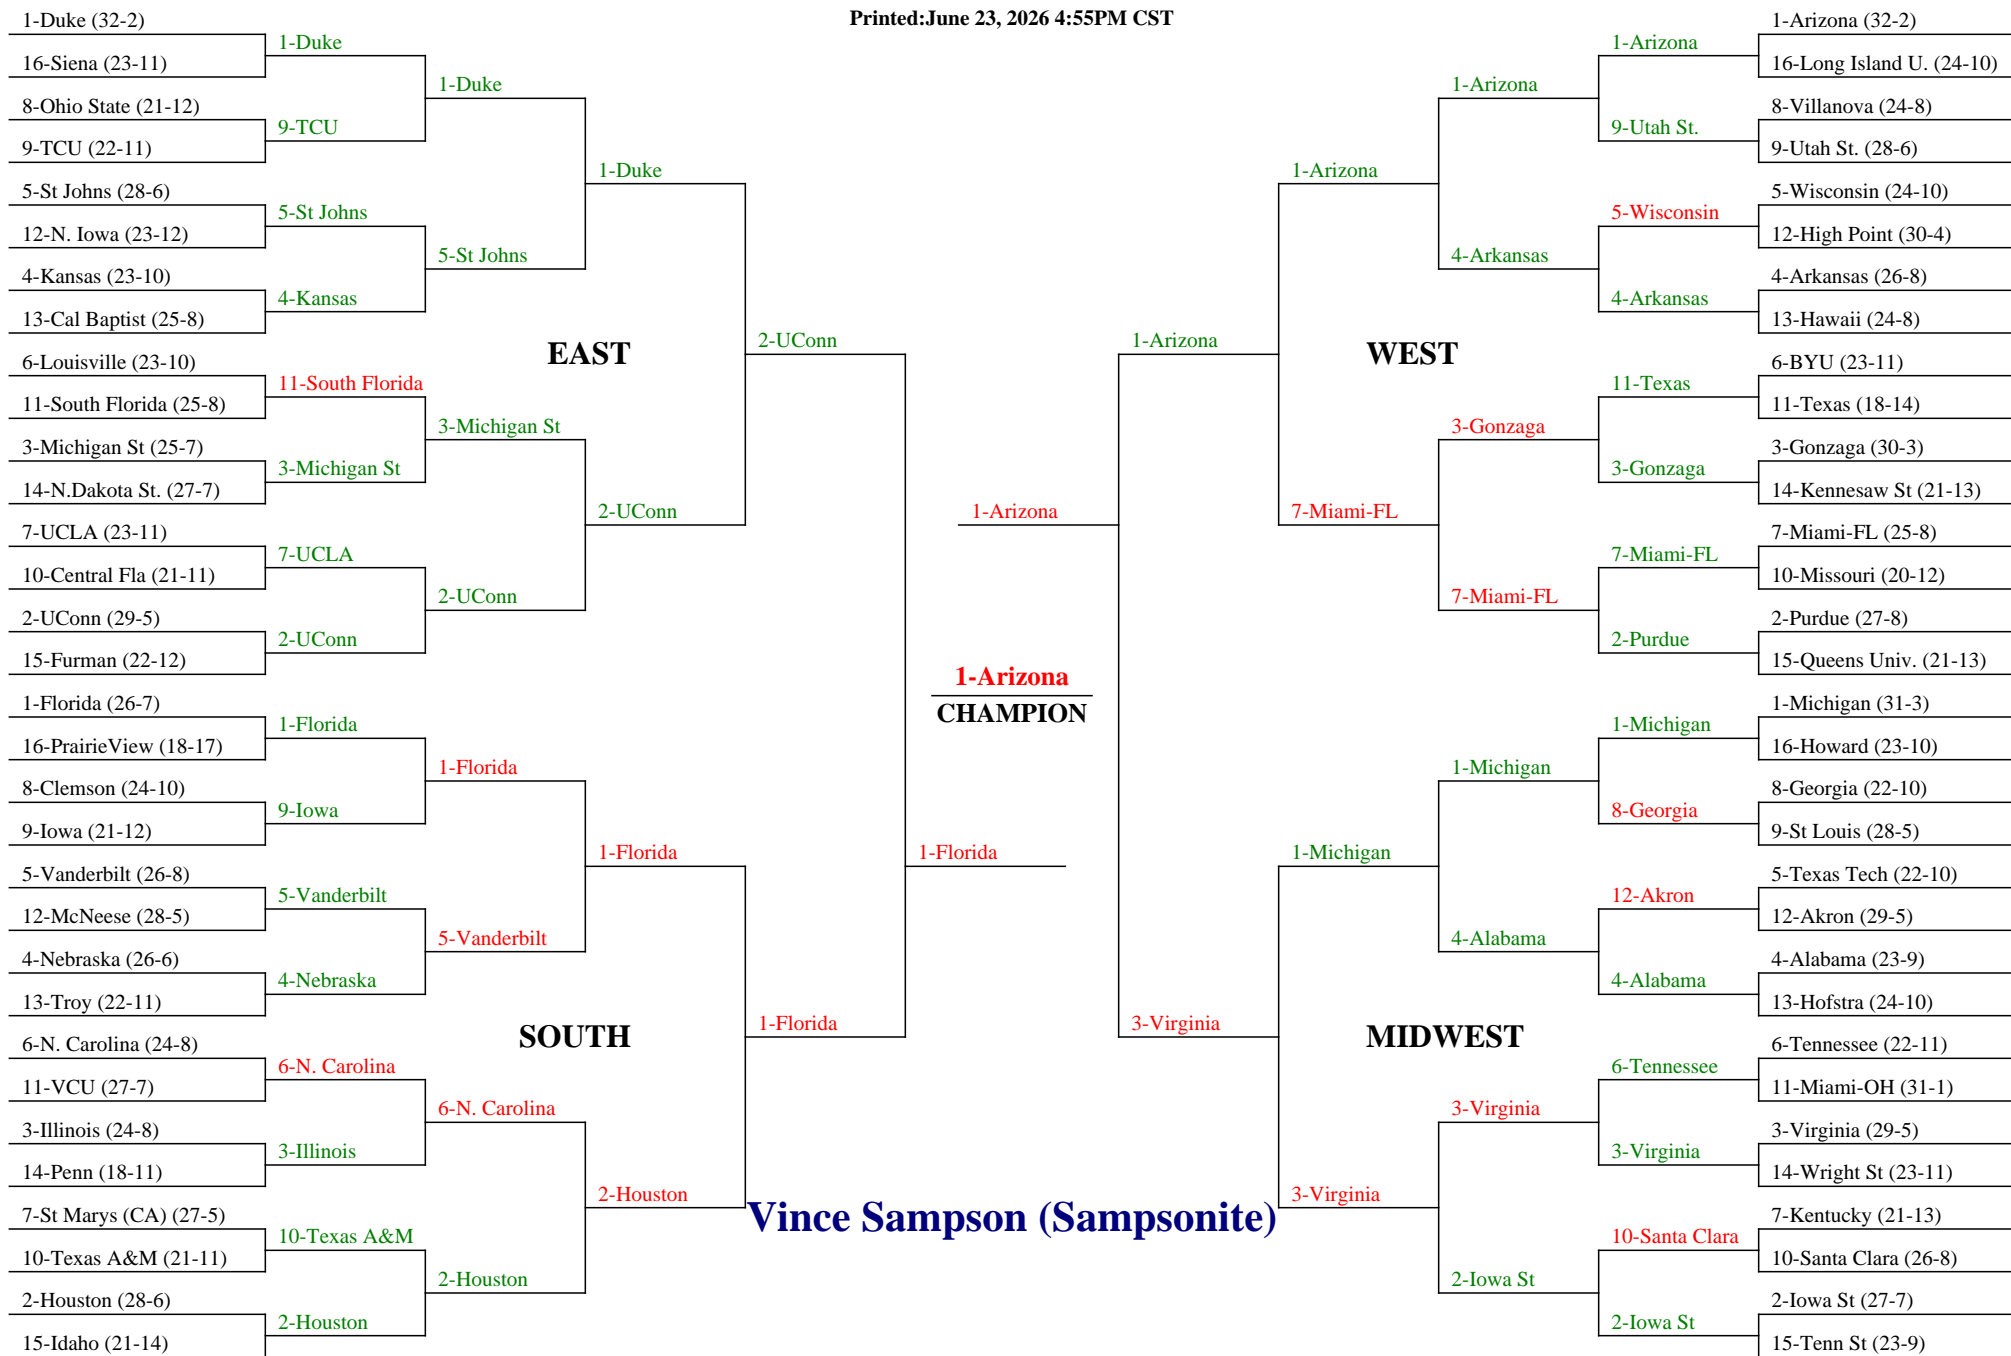 Printed:June 23, 2026 4:55PM CST
1-Duke (32-2)
16-Siena (23-11)
8-Ohio State (21-12)
9-TCU (22-11)
5-St Johns (28-6)
12-N. Iowa (23-12)
4-Kansas (23-10)
13-Cal Baptist (25-8)
6-Louisville (23-10)
11-South Florida (25-8)
3-Michigan St (25-7)
14-N.Dakota St. (27-7)
7-UCLA (23-11)
10-Central Fla (21-11)
2-UConn (29-5)
15-Furman (22-12)
1-Florida (26-7)
16-PrairieView (18-17)
8-Clemson (24-10)
9-Iowa (21-12)
5-Vanderbilt (26-8)
12-McNeese (28-5)
4-Nebraska (26-6)
13-Troy (22-11)
6-N. Carolina (24-8)
11-VCU (27-7)
3-Illinois (24-8)
14-Penn (18-11)
7-St Marys (CA) (27-5)
10-Texas A&M (21-11)
2-Houston (28-6)
15-Idaho (21-14)
1-Duke
9-TCU
5-St Johns
4-Kansas
11-South Florida
3-Michigan St
7-UCLA
2-UConn
1-Florida
9-Iowa
5-Vanderbilt
4-Nebraska
6-N. Carolina
3-Illinois
10-Texas A&M
2-Houston
1-Duke
5-St Johns
3-Michigan St
2-UConn
1-Florida
5-Vanderbilt
6-N. Carolina
2-Houston
1-Duke
EAST
2-UConn
1-Florida
SOUTH
2-Houston
2-UConn
1-Florida
1-Florida
1-Arizona
1-Arizona
CHAMPION
Vince Sampson (Sampsonite)
1-Arizona
3-Virginia
1-Arizona
WEST
7-Miami-FL
1-Michigan
MIDWEST
3-Virginia
1-Arizona
4-Arkansas
3-Gonzaga
7-Miami-FL
1-Michigan
4-Alabama
3-Virginia
2-Iowa St
1-Arizona
9-Utah St.
5-Wisconsin
4-Arkansas
11-Texas
3-Gonzaga
7-Miami-FL
2-Purdue
1-Michigan
8-Georgia
12-Akron
4-Alabama
6-Tennessee
3-Virginia
10-Santa Clara
2-Iowa St
1-Arizona (32-2)
16-Long Island U. (24-10)
8-Villanova (24-8)
9-Utah St. (28-6)
5-Wisconsin (24-10)
12-High Point (30-4)
4-Arkansas (26-8)
13-Hawaii (24-8)
6-BYU (23-11)
11-Texas (18-14)
3-Gonzaga (30-3)
14-Kennesaw St (21-13)
7-Miami-FL (25-8)
10-Missouri (20-12)
2-Purdue (27-8)
15-Queens Univ. (21-13)
1-Michigan (31-3)
16-Howard (23-10)
8-Georgia (22-10)
9-St Louis (28-5)
5-Texas Tech (22-10)
12-Akron (29-5)
4-Alabama (23-9)
13-Hofstra (24-10)
6-Tennessee (22-11)
11-Miami-OH (31-1)
3-Virginia (29-5)
14-Wright St (23-11)
7-Kentucky (21-13)
10-Santa Clara (26-8)
2-Iowa St (27-7)
15-Tenn St (23-9)